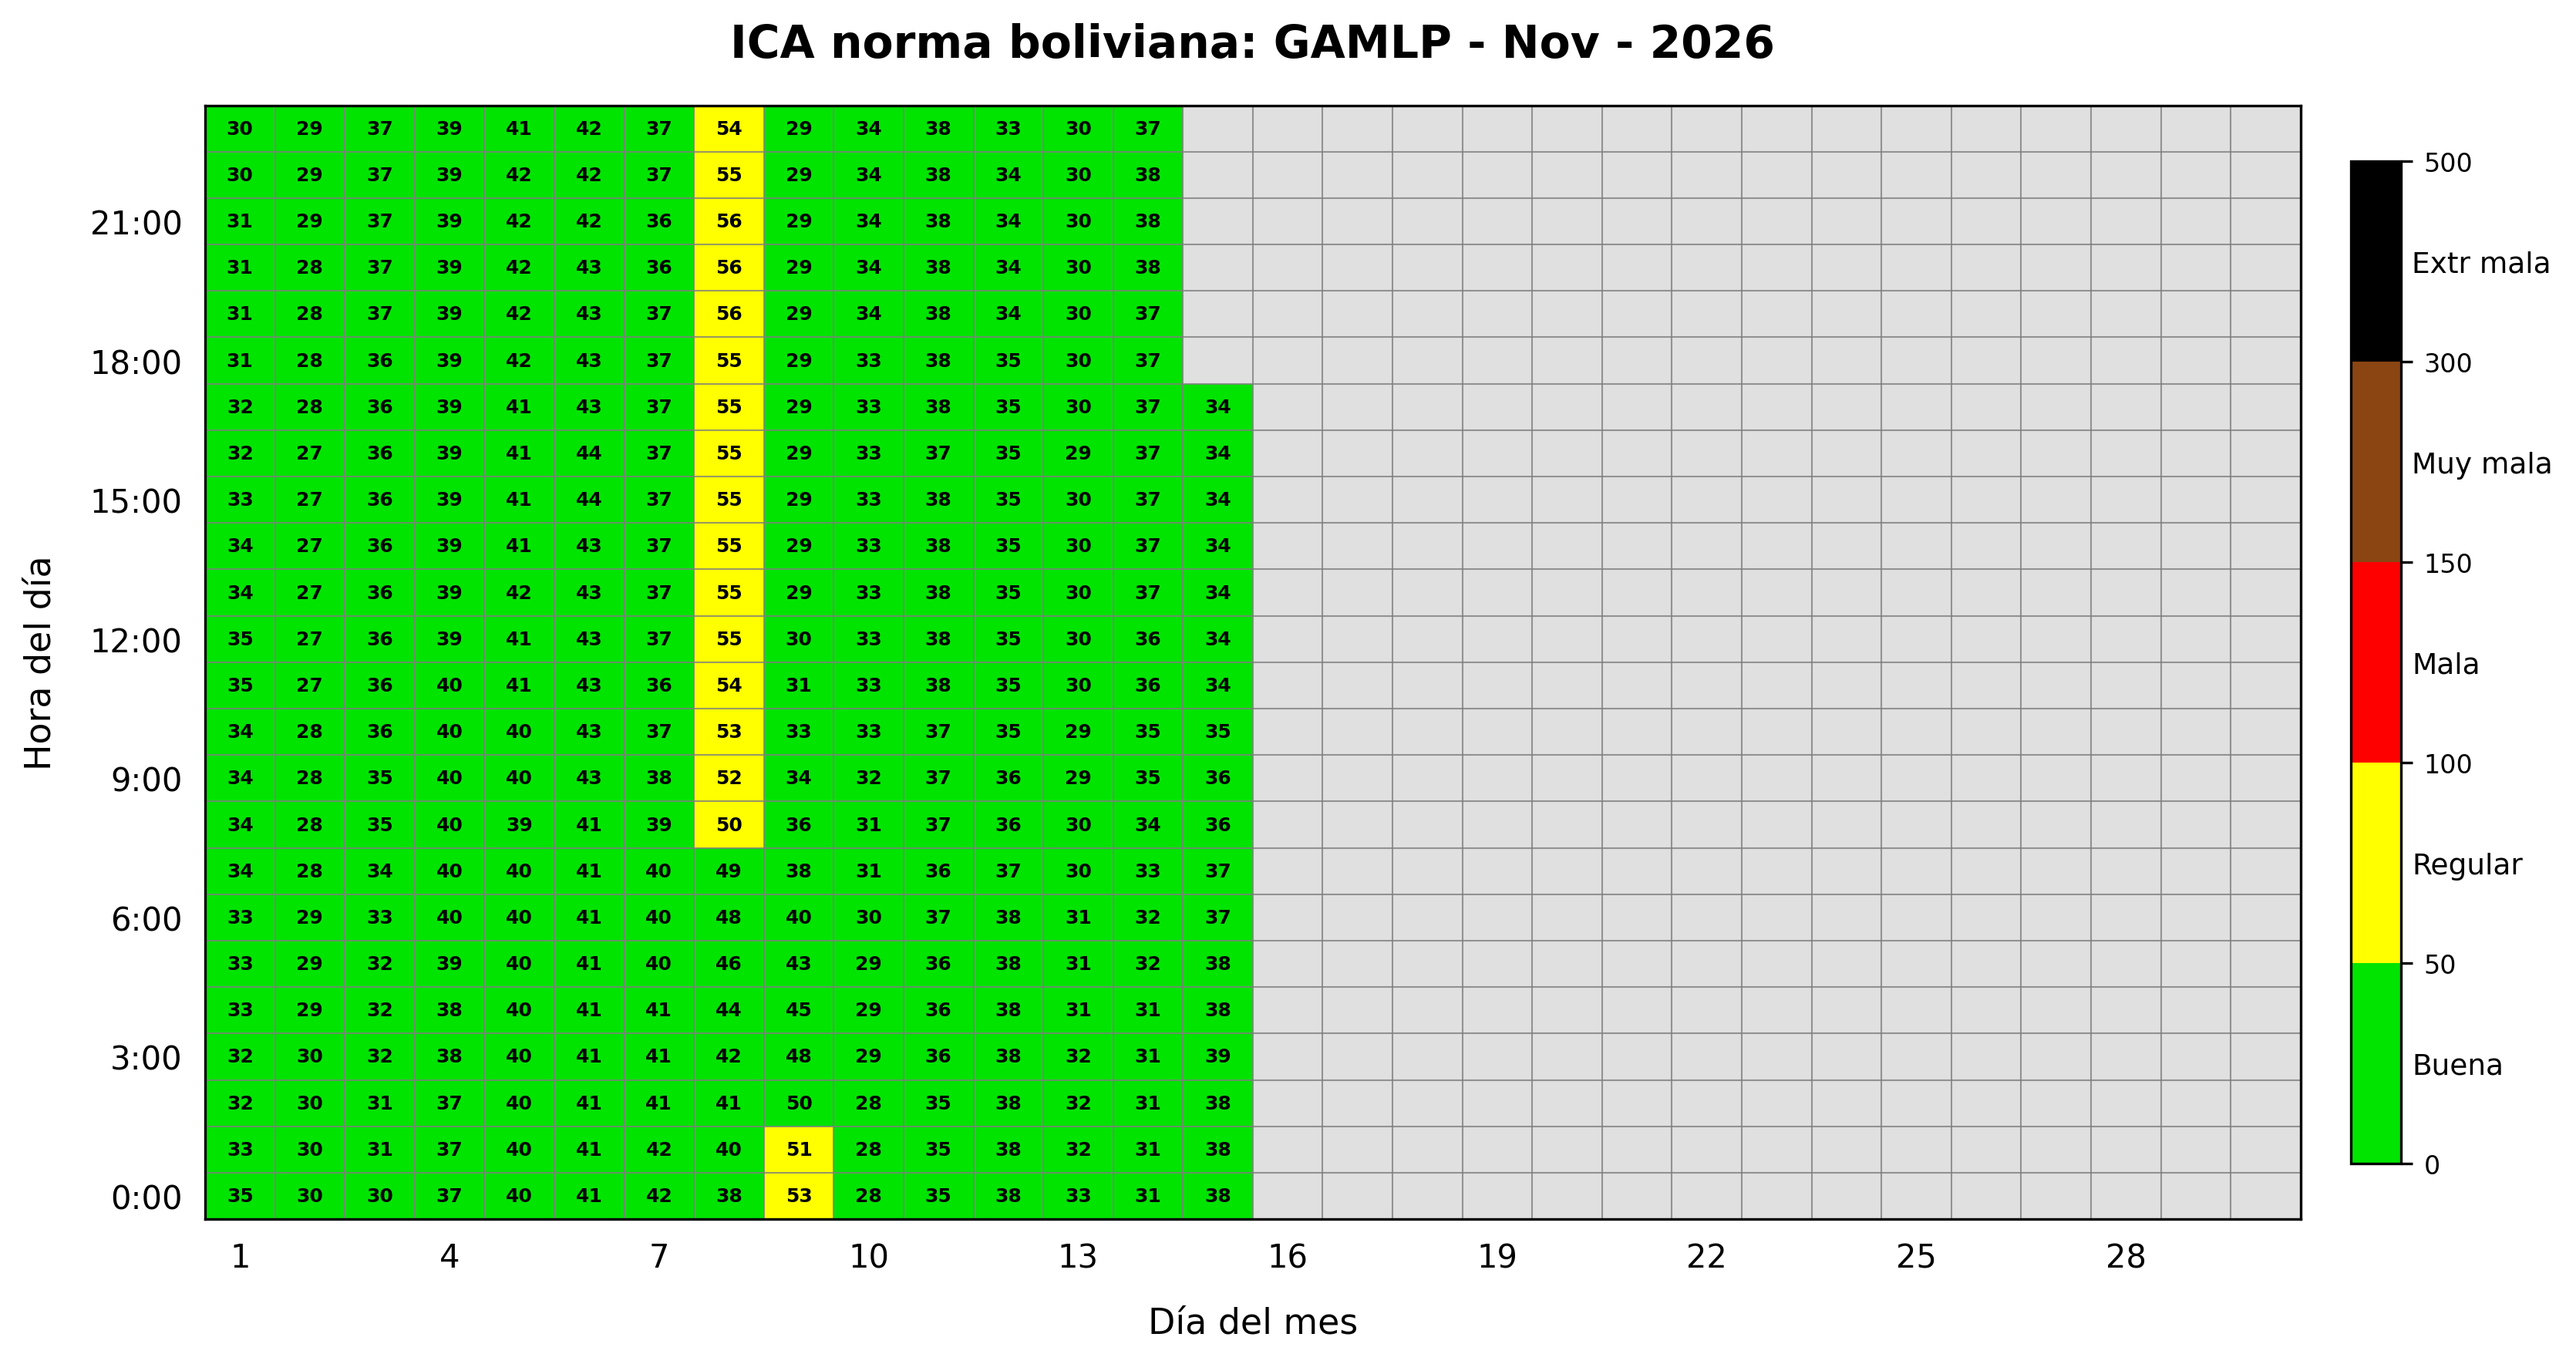 ICA norma boliviana: GAMLP - Nov - 2026
30 29 37 39 41 42 37 54 29 34 38 33 30 37
30 29 37 39 42 42 37 55 29 34 38 34 30 38
21:00 31 29 37 39 42 42 36 56 29 34 38 34 30 38
31 28 37 39 42 43 36 56 29 34 38 34 30 38
31 28 37 39 42 43 37 56 29 34 38 34 30 37
18:00 31 28 36 39 42 43 37 55 29 33 38 35 30 37
32 28 36 39 41 43 37 55 29 33 38 35 30 37 34
32 27 36 39 41 44 37 55 29 33 37 35 29 37 34
15:00 33 27 36 39 41 44 37 55 29 33 38 35 30 37 34
34 27 36 39 41 43 37 55 29 33 38 35 30 37 34
34 27 36 39 42 43 37 55 29 33 38 35 30 37 34
12:00 35 27 36 39 41 43 37 55 30 33 38 35 30 36 34
35 27 36 40 41 43 36 54 31 33 38 35 30 36 34
34 28 36 40 40 43 37 53 33 33 37 35 29 35 35
9:00 34 28 35 40 40 43 38 52 34 32 37 36 29 35 36
34 28 35 40 39 41 39 50 36 31 37 36 30 34 36
34 28 34 40 40 41 40 49 38 31 36 37 30 33 37
6:00 33 29 33 40 40 41 40 48 40 30 37 38 31 32 37
33 29 32 39 40 41 40 46 43 29 36 38 31 32 38
33 29 32 38 40 41 41 44 45 29 36 38 31 31 38
3:00 32 30 32 38 40 41 41 42 48 29 36 38 32 31 39
32 30 31 37 40 41 41 41 50 28 35 38 32 31 38
33 30 31 37 40 41 42 40 51 28 35 38 32 31 38
0:00 35 30 30 37 40 41 42 38 53 28 35 38 33 31 38
1 4 7 10 13 16 19 22 25 28
Día del mes
Hora del día
500
Extr mala
300
Muy mala
150
Mala
100
Regular
50
Buena
0